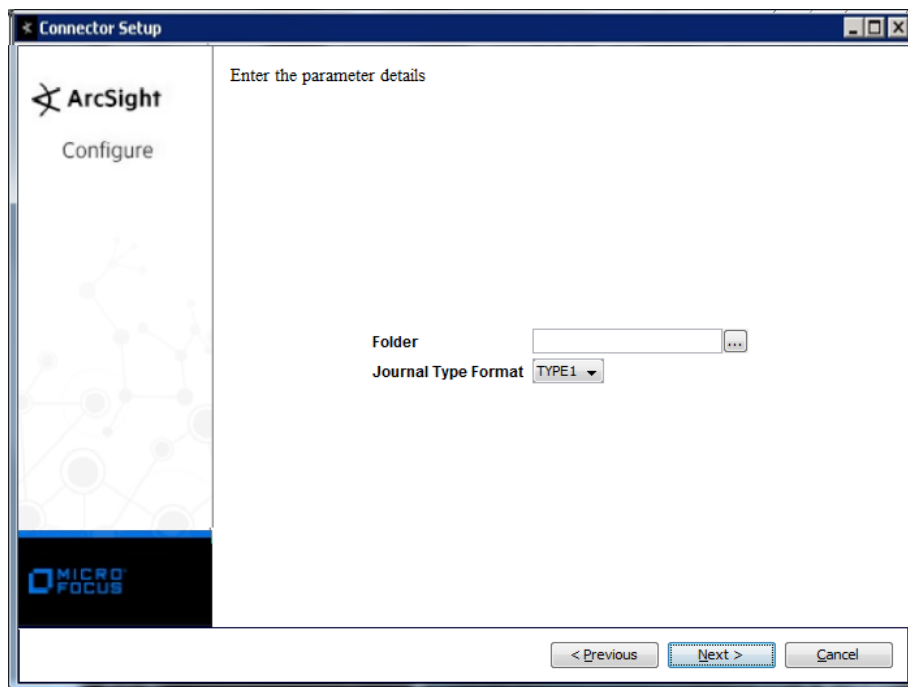 Connector Setup
ArcSight
Configure
Enter the parameter details
Folder
...
Journal Type Format TYPE1
MICRO
FOCUS
< Previous Next > Cancel